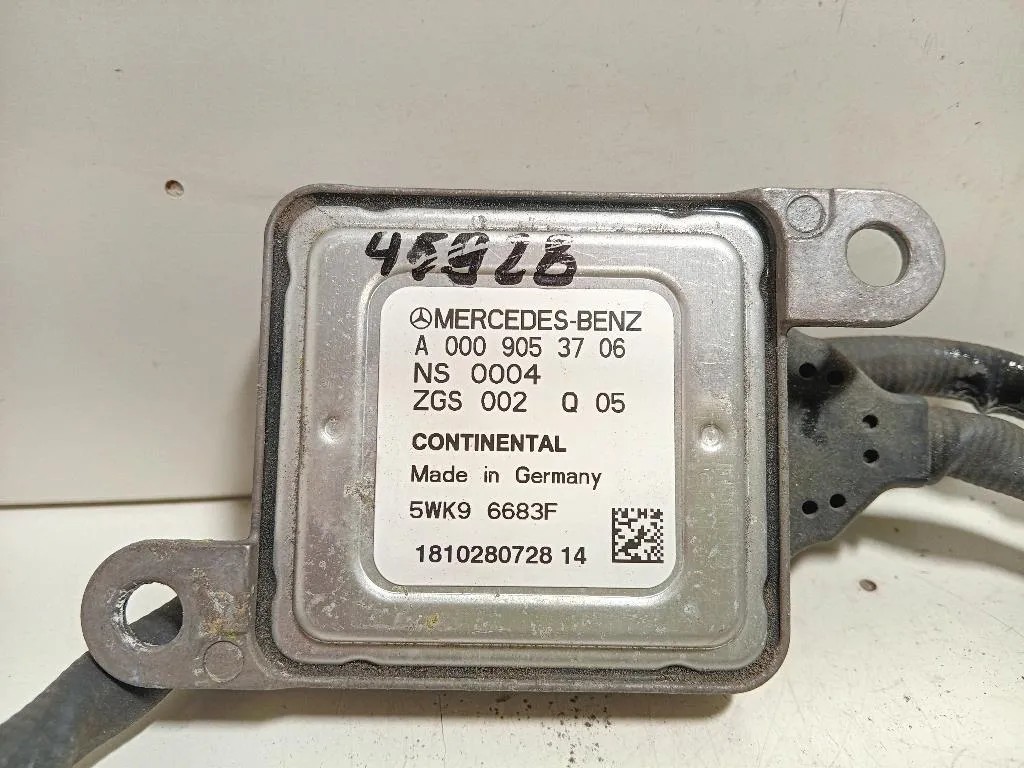 MERCEDES-BENZ
A 000 905 37 06
NS 0004
ZGS 002 Q 05
CONTINENTAL
Made in Germany
5WK9 6683F
1810280728 14